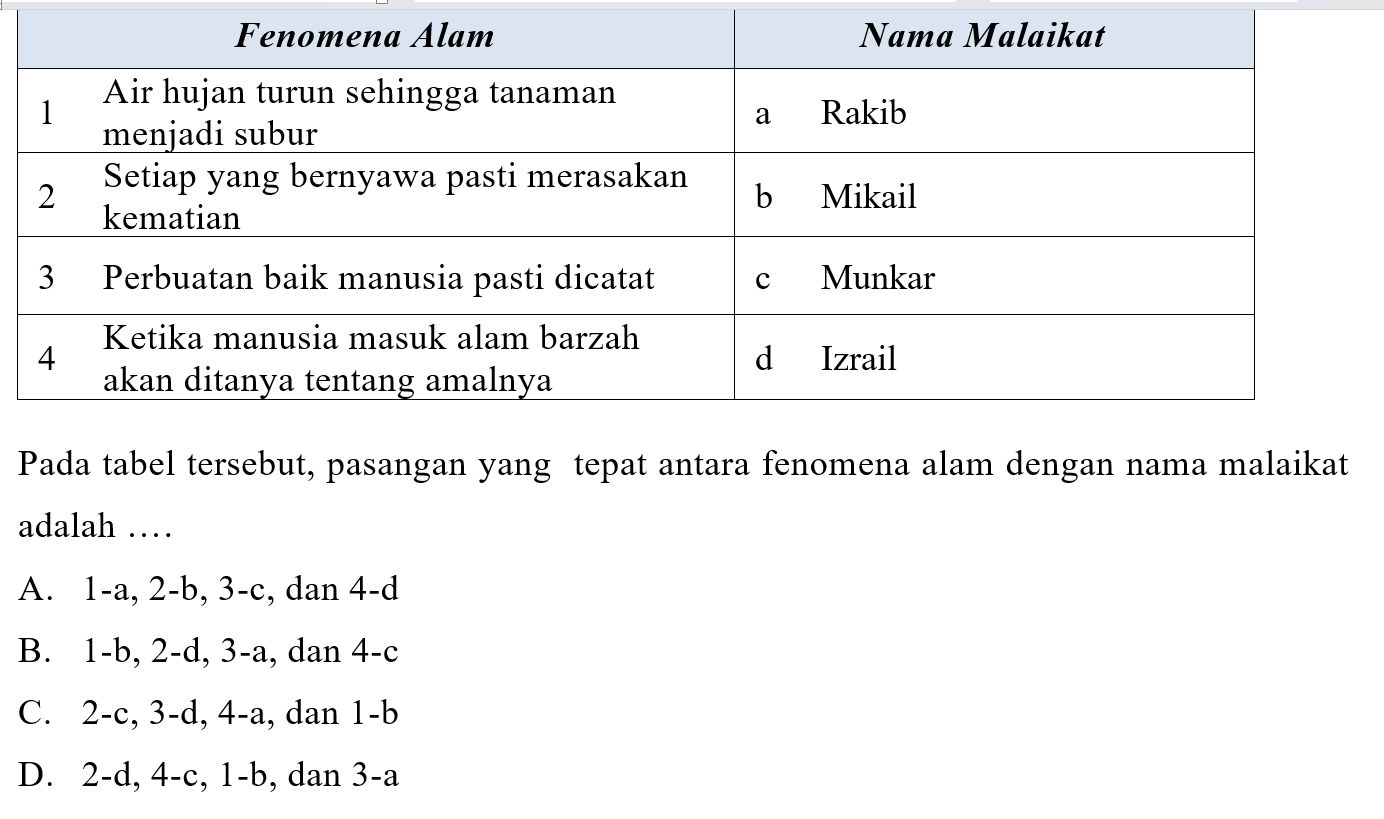 Fenomena Alam Nama Malaikat
1 Air hujan turun sehingga tanaman
menjadi subur
a Rakib
2 Setiap yang bernyawa pasti merasakan
kematian
b Mikail
3 Perbuatan baik manusia pasti dicatat
c Munkar
4 Ketika manusia masuk alam barzah
akan ditanya tentang amalnya
d Izrail
Pada tabel tersebut, pasangan yang tepat antara fenomena alam dengan nama malaikat
adalah ….
A. 1-a, 2-b, 3-c, dan 4-d
B. 1-b, 2-d, 3-a, dan 4-c
C. 2-c, 3-d, 4-a, dan 1-b
D. 2-d, 4-c, 1-b, dan 3-a